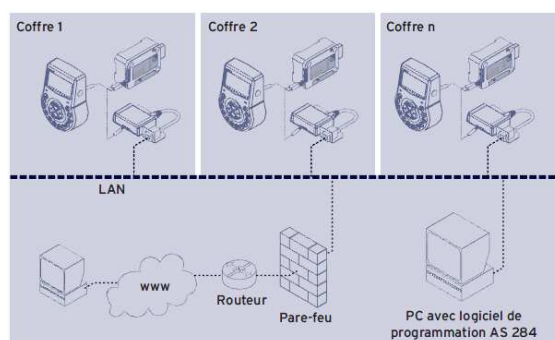 Coffre 1
Coffre 2
Coffre n
LAN
www
Routeur
Pare-feu
PC avec logiciel de
programmation AS 284